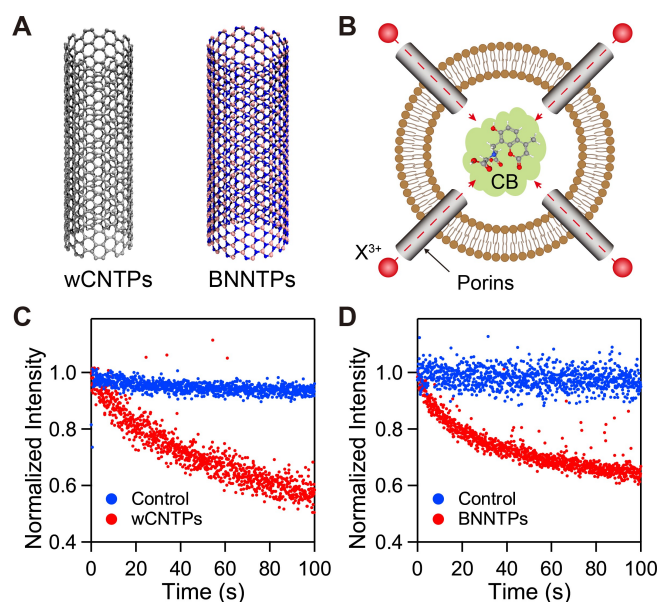 A
B
wCNTPs
BNNTPs
CB
X³⁺
Porins
C
D
Normalized Intensity
1.0
0.8
0.6
0.4
Control
wCNTPs
0
20
40
60
80
100
Time (s)
Normalized Intensity
1.0
0.8
0.6
0.4
Control
BNNTPs
0
20
40
60
80
100
Time (s)